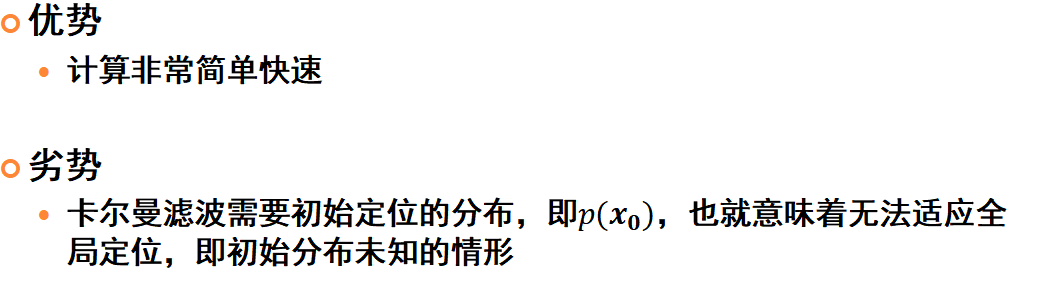 优势
计算非常简单快速
劣势
卡尔曼滤波需要初始定位的分布，即p(x₀)，也就意味着无法适应全
局定位，即初始分布未知的情形